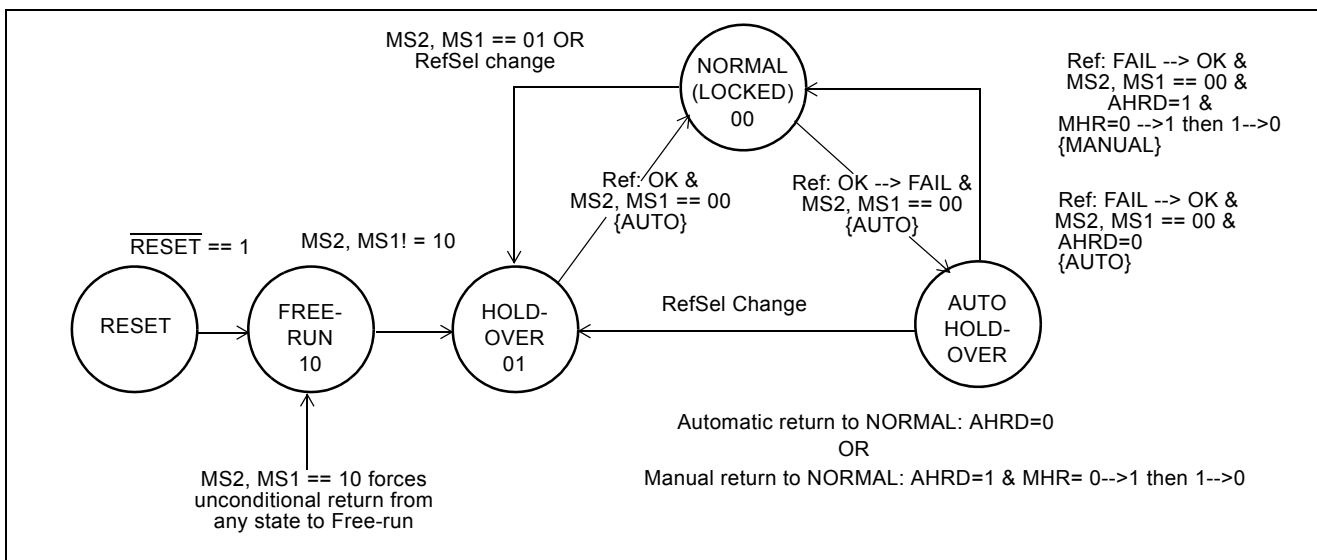 MS2, MS1 == 01 OR
RefSel change
NORMAL
(LOCKED)
00
Ref: FAIL --> OK &
MS2, MS1 == 00 &
AHRD=1 &
MHR=0 -->1 then 1-->0
{MANUAL}
Ref: OK &
MS2, MS1 == 00
{AUTO}
Ref: OK --> FAIL &
MS2, MS1 == 00
{AUTO}
Ref: FAIL --> OK &
MS2, MS1 == 00 &
AHRD=0
{AUTO}
RESET == 1
MS2, MS1! = 10
RESET
FREE-
RUN
10
HOLD-
OVER
01
RefSel Change
AUTO
HOLD-
OVER
Automatic return to NORMAL: AHRD=0
OR
Manual return to NORMAL: AHRD=1 & MHR= 0-->1 then 1-->0
MS2, MS1 == 10 forces
unconditional return from
any state to Free-run